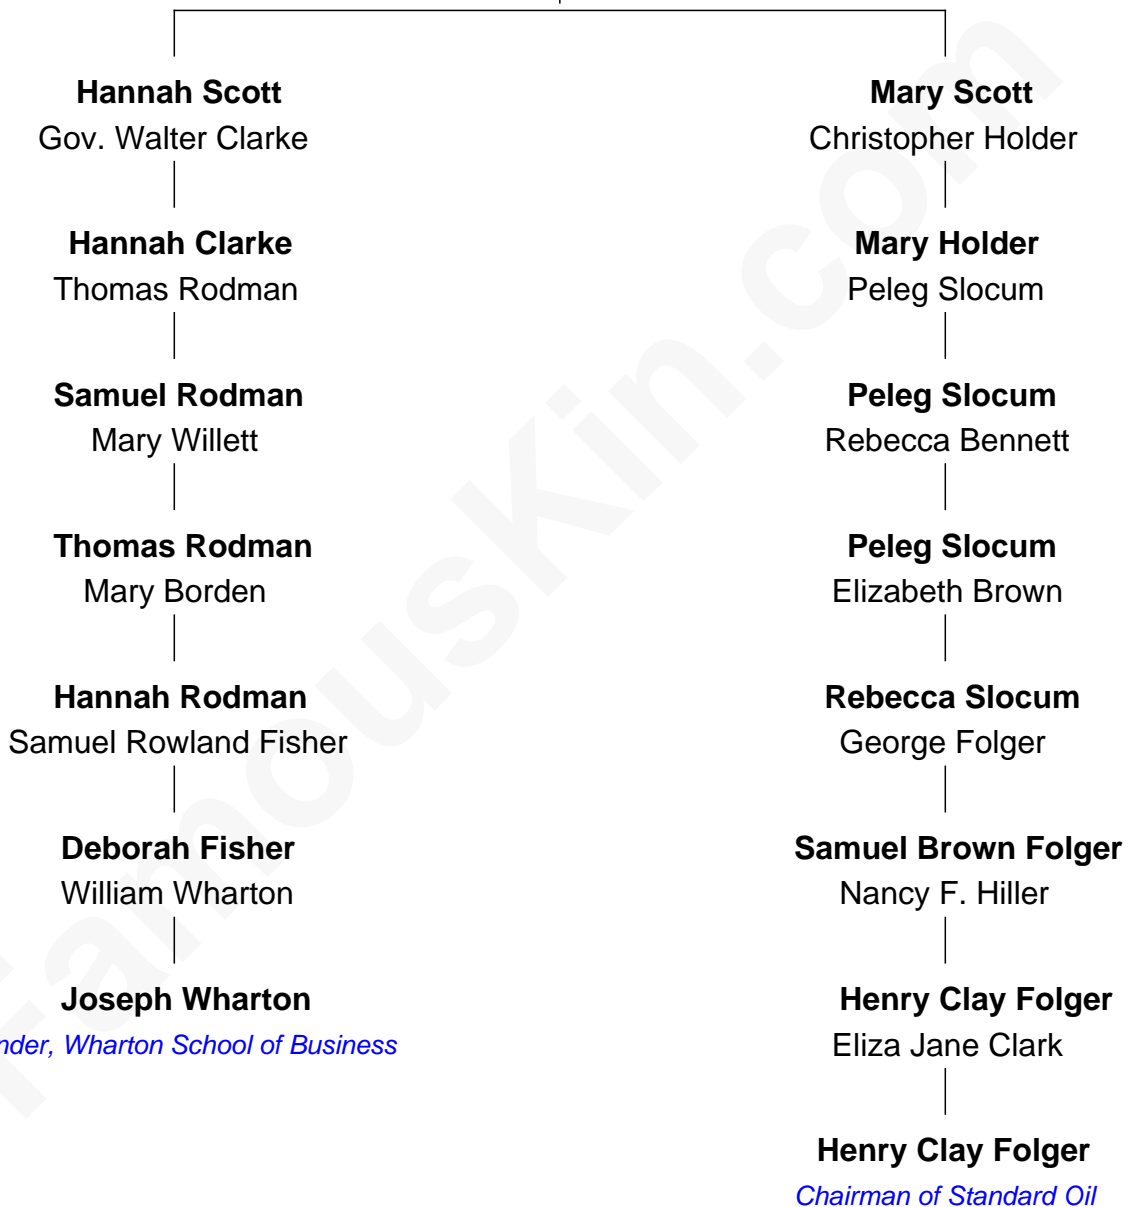 Hannah Scott
Gov. Walter Clarke
Hannah Clarke
Thomas Rodman
Samuel Rodman
Mary Willett
Thomas Rodman
Mary Borden
Hannah Rodman
Samuel Rowland Fisher
Deborah Fisher
William Wharton
Joseph Wharton
nder, Wharton School of Business
Mary Scott
Christopher Holder
Mary Holder
Peleg Slocum
Peleg Slocum
Rebecca Bennett
Peleg Slocum
Elizabeth Brown
Rebecca Slocum
George Folger
Samuel Brown Folger
Nancy F. Hiller
Henry Clay Folger
Eliza Jane Clark
Henry Clay Folger
Chairman of Standard Oil
FamousKin.com